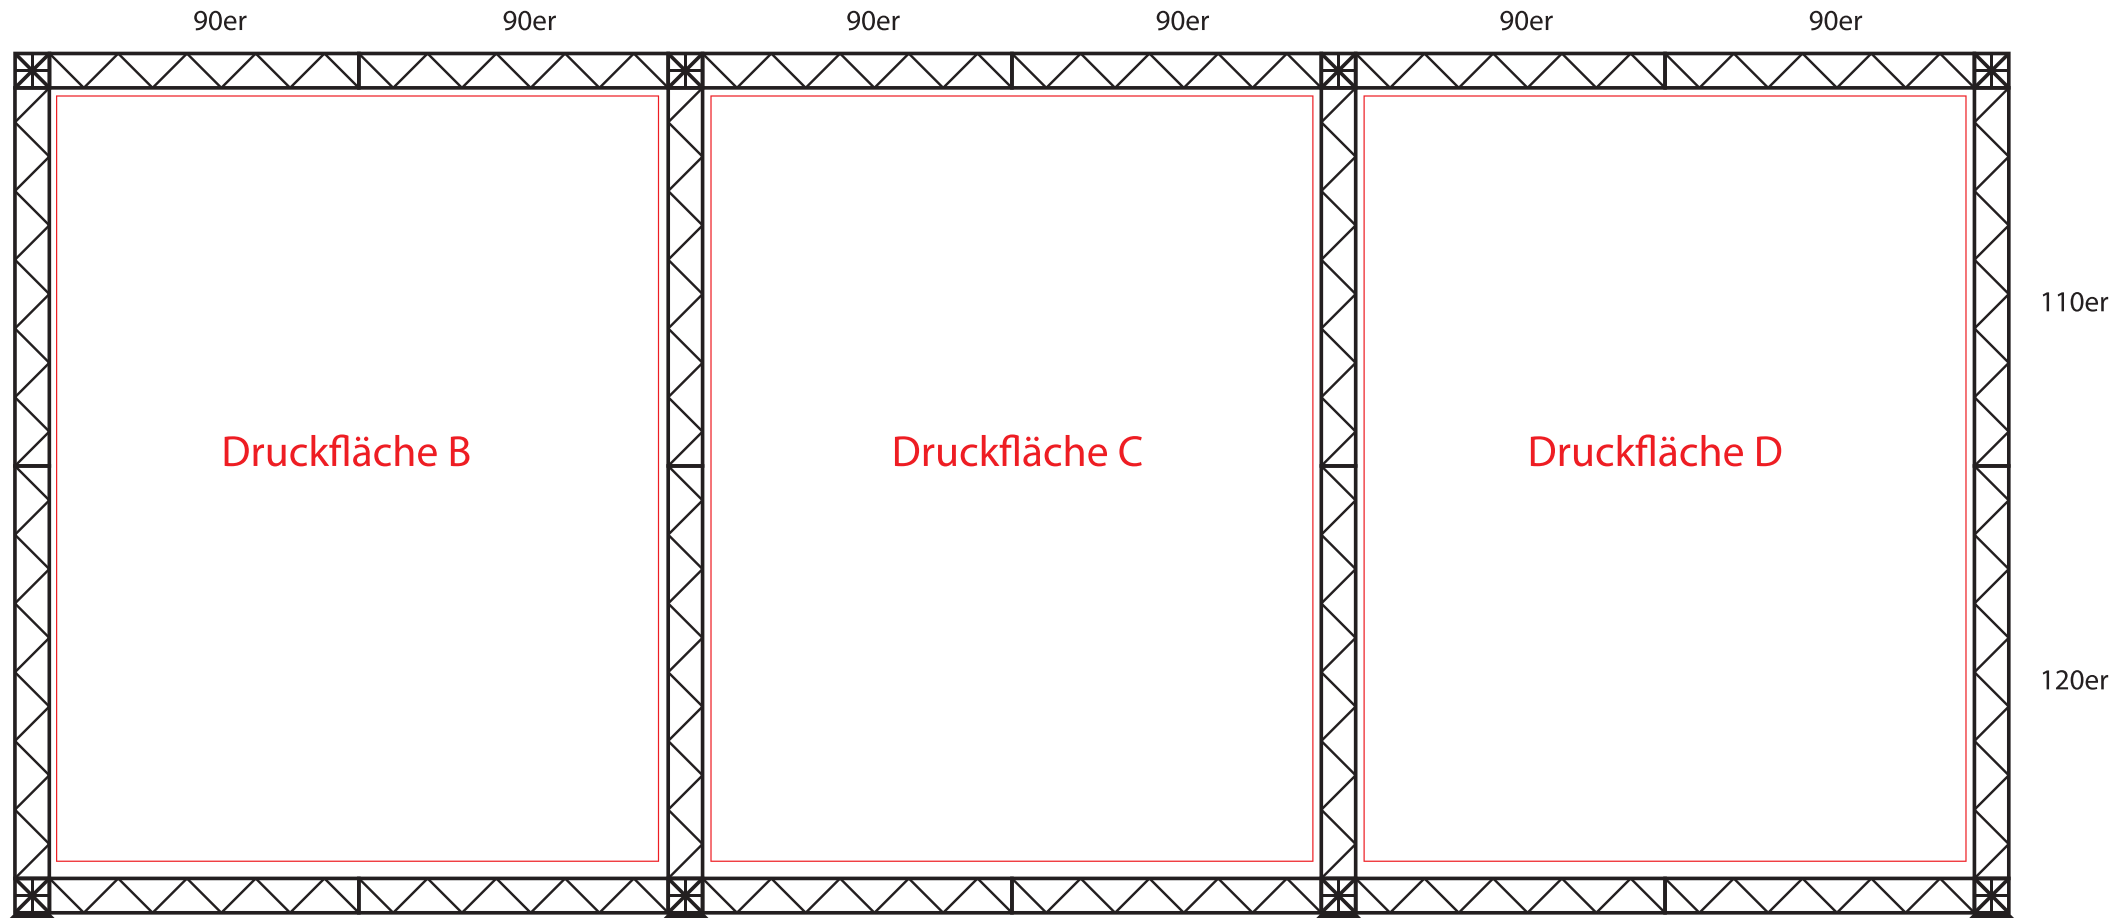 90er 90er 90er 90er 90er 90er
Druckfläche B Druckfläche C Druckfläche D
110er
120er